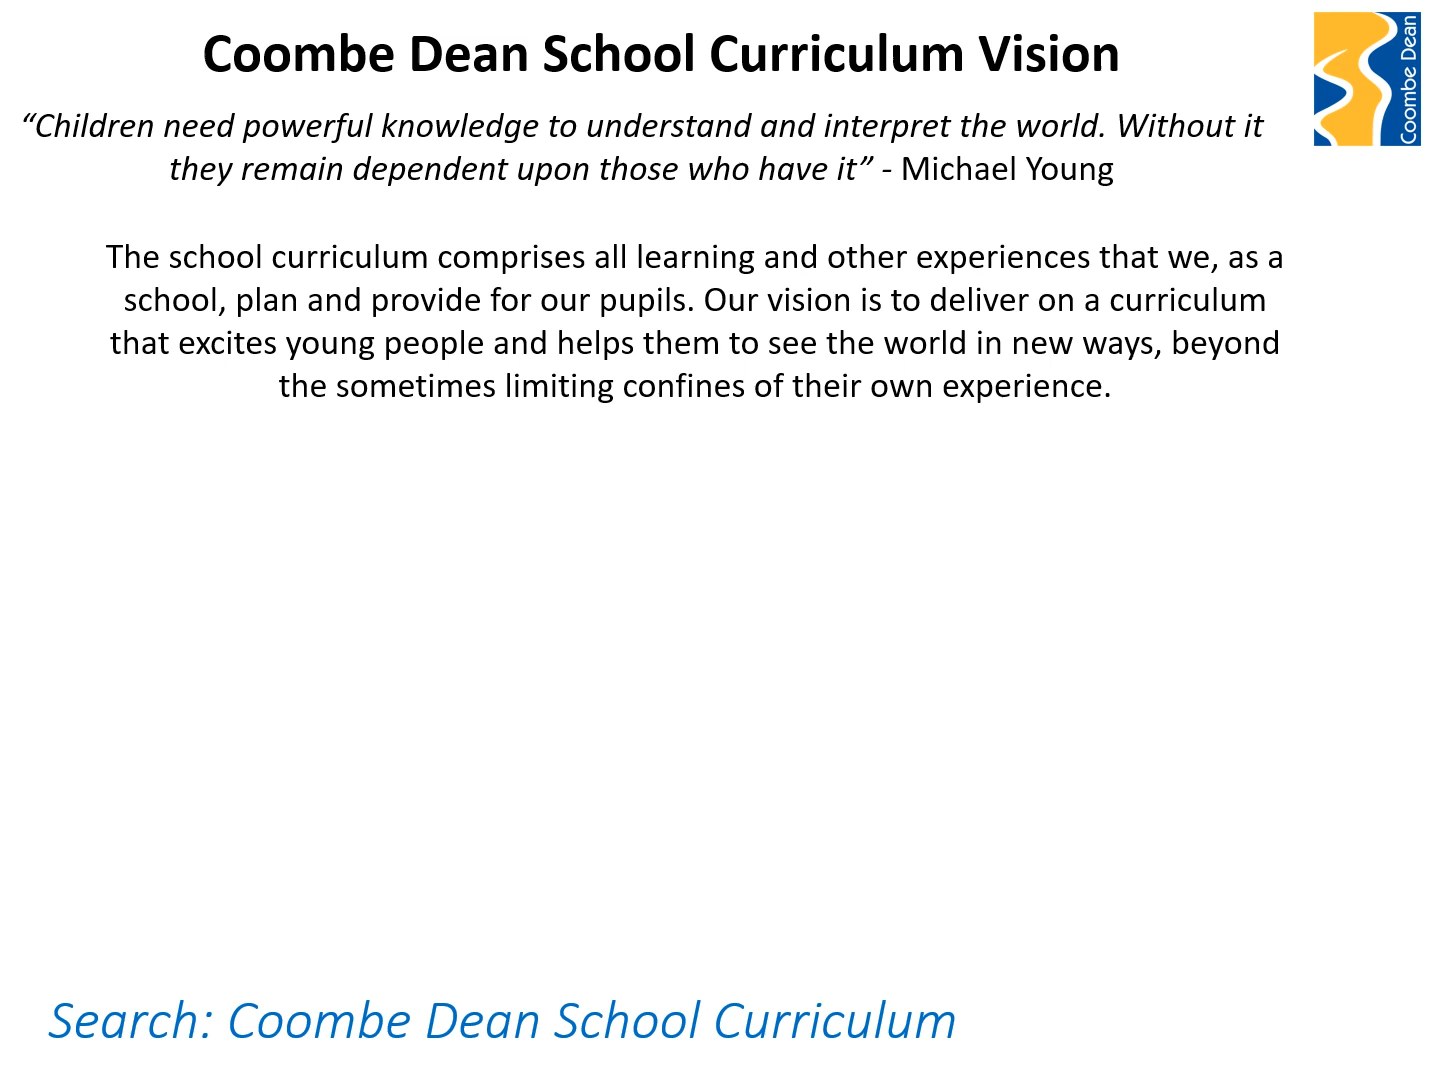 Coombe Dean School Curriculum Vision
Coombe Dean
“Children need powerful knowledge to understand and interpret the world. Without it
they remain dependent upon those who have it” - Michael Young
The school curriculum comprises all learning and other experiences that we, as a
school, plan and provide for our pupils. Our vision is to deliver on a curriculum
that excites young people and helps them to see the world in new ways, beyond
the sometimes limiting confines of their own experience.
Search: Coombe Dean School Curriculum